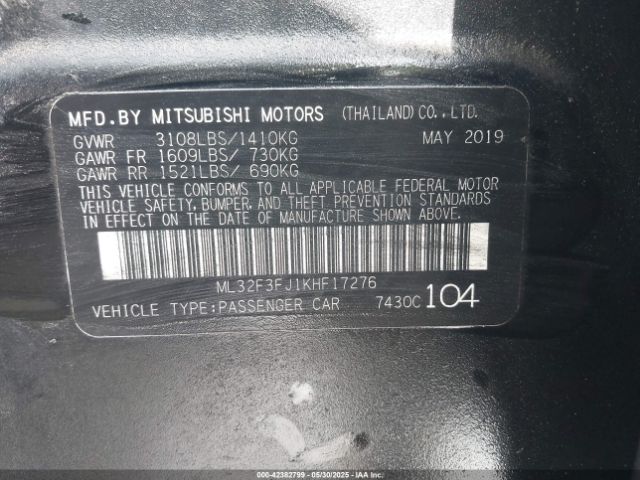 MFD.BY MITSUBISHI MOTORS (THAILAND) CO., LTD.
GVWR 3108LBS/1410KG MAY 2019
GAWR FR 1609LBS/ 730KG
GAWR RR 1521LBS/ 690KG
THIS VEHICLE CONFORMS TO ALL APPLICABLE FEDERAL MOTOR
VEHICLE SAFETY, BUMPER, AND THEFT PREVENTION STANDARDS
IN EFFECT ON THE DATE OF MANUFACTURE SHOWN ABOVE.
ML32F3FJ1KHF17276
VEHICLE TYPE:PASSENGER CAR 7430C 104
000-42382799 - 05/30/2025 - IAA Inc.